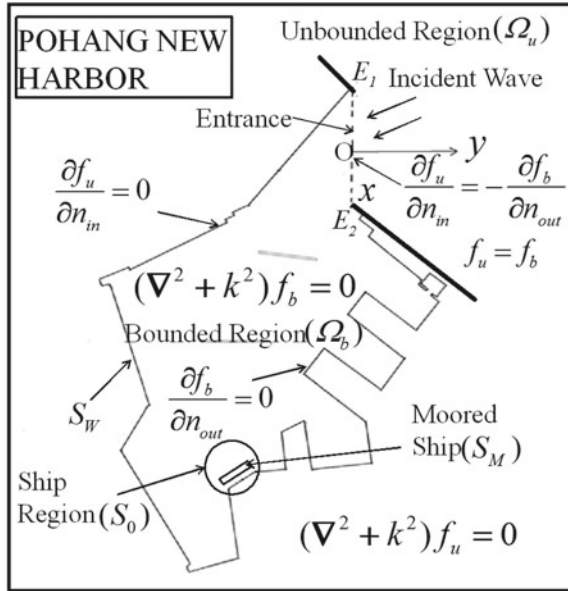 POHANG NEW
HARBOR
Unbounded Region(Ω_u)
E_1 Incident Wave
Entrance
O y
x
E_2
∂f_u/∂n_in = 0
∂f_u/∂n_in = -∂f_b/∂n_out
f_u = f_b
(∇² + k²)f_b = 0
Bounded Region(Ω_b)
∂f_b/∂n_out = 0
S_W
Moored
Ship(S_M)
Ship
Region(S_0)
(∇² + k²)f_u = 0